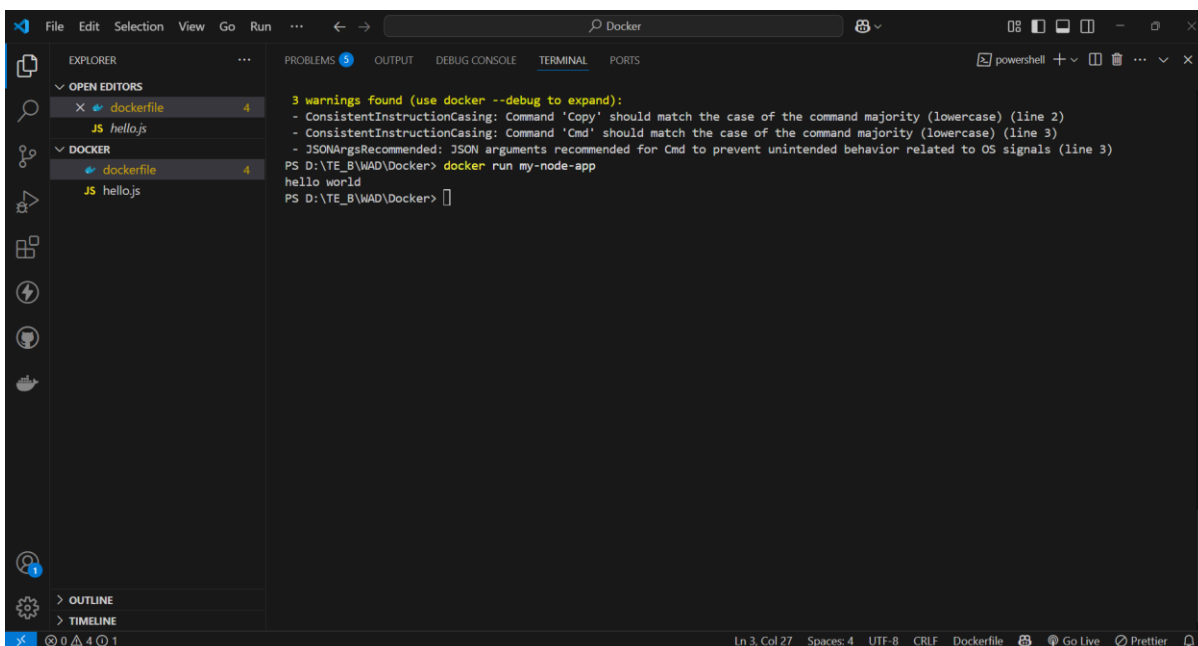 File Edit Selection View Go Run ··· Docker
EXPLORER ···
OPEN EDITORS
dockerfile 4
JS hello.js
DOCKER
dockerfile 4
JS hello.js
OUTLINE
TIMELINE
PROBLEMS 5 OUTPUT DEBUG CONSOLE TERMINAL PORTS powershell
3 warnings found (use docker --debug to expand):
- ConsistentInstructionCasing: Command 'Copy' should match the case of the command majority (lowercase) (line 2)
- ConsistentInstructionCasing: Command 'Cmd' should match the case of the command majority (lowercase) (line 3)
- JSONArgsRecommended: JSON arguments recommended for Cmd to prevent unintended behavior related to OS signals (line 3)
PS D:\TE_B\WAD\Docker> docker run my-node-app
hello world
PS D:\TE_B\WAD\Docker>
1
0 4 1 Ln 3, Col 27 Spaces: 4 UTF-8 CRLF Dockerfile Go Live Prettier